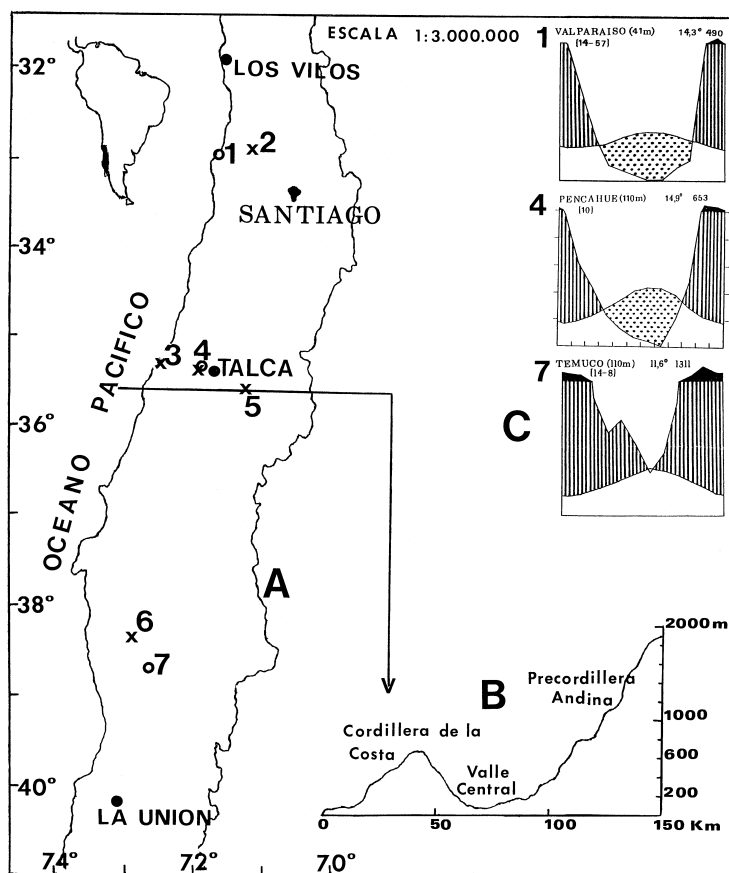 ESCALA 1:3.000.000
32°
34°
36°
38°
40°
74° 72° 70°
LOS VILOS
1
2
SANTIAGO
OCEANO PACIFICO
3
4
TALCA
5
6
7
LA UNION
A
1 VALPARAISO (41m) 14,3° 490
(14-57)
4 PENCAHUE (110m) 14,9° 653
(10)
7 TEMUCO (110m) 11,6° 1311
(14-8)
C
B
2000 m
Precordillera
Andina
1000
Cordillera de la
Costa
600
Valle
Central
200
0 50 100 150 Km